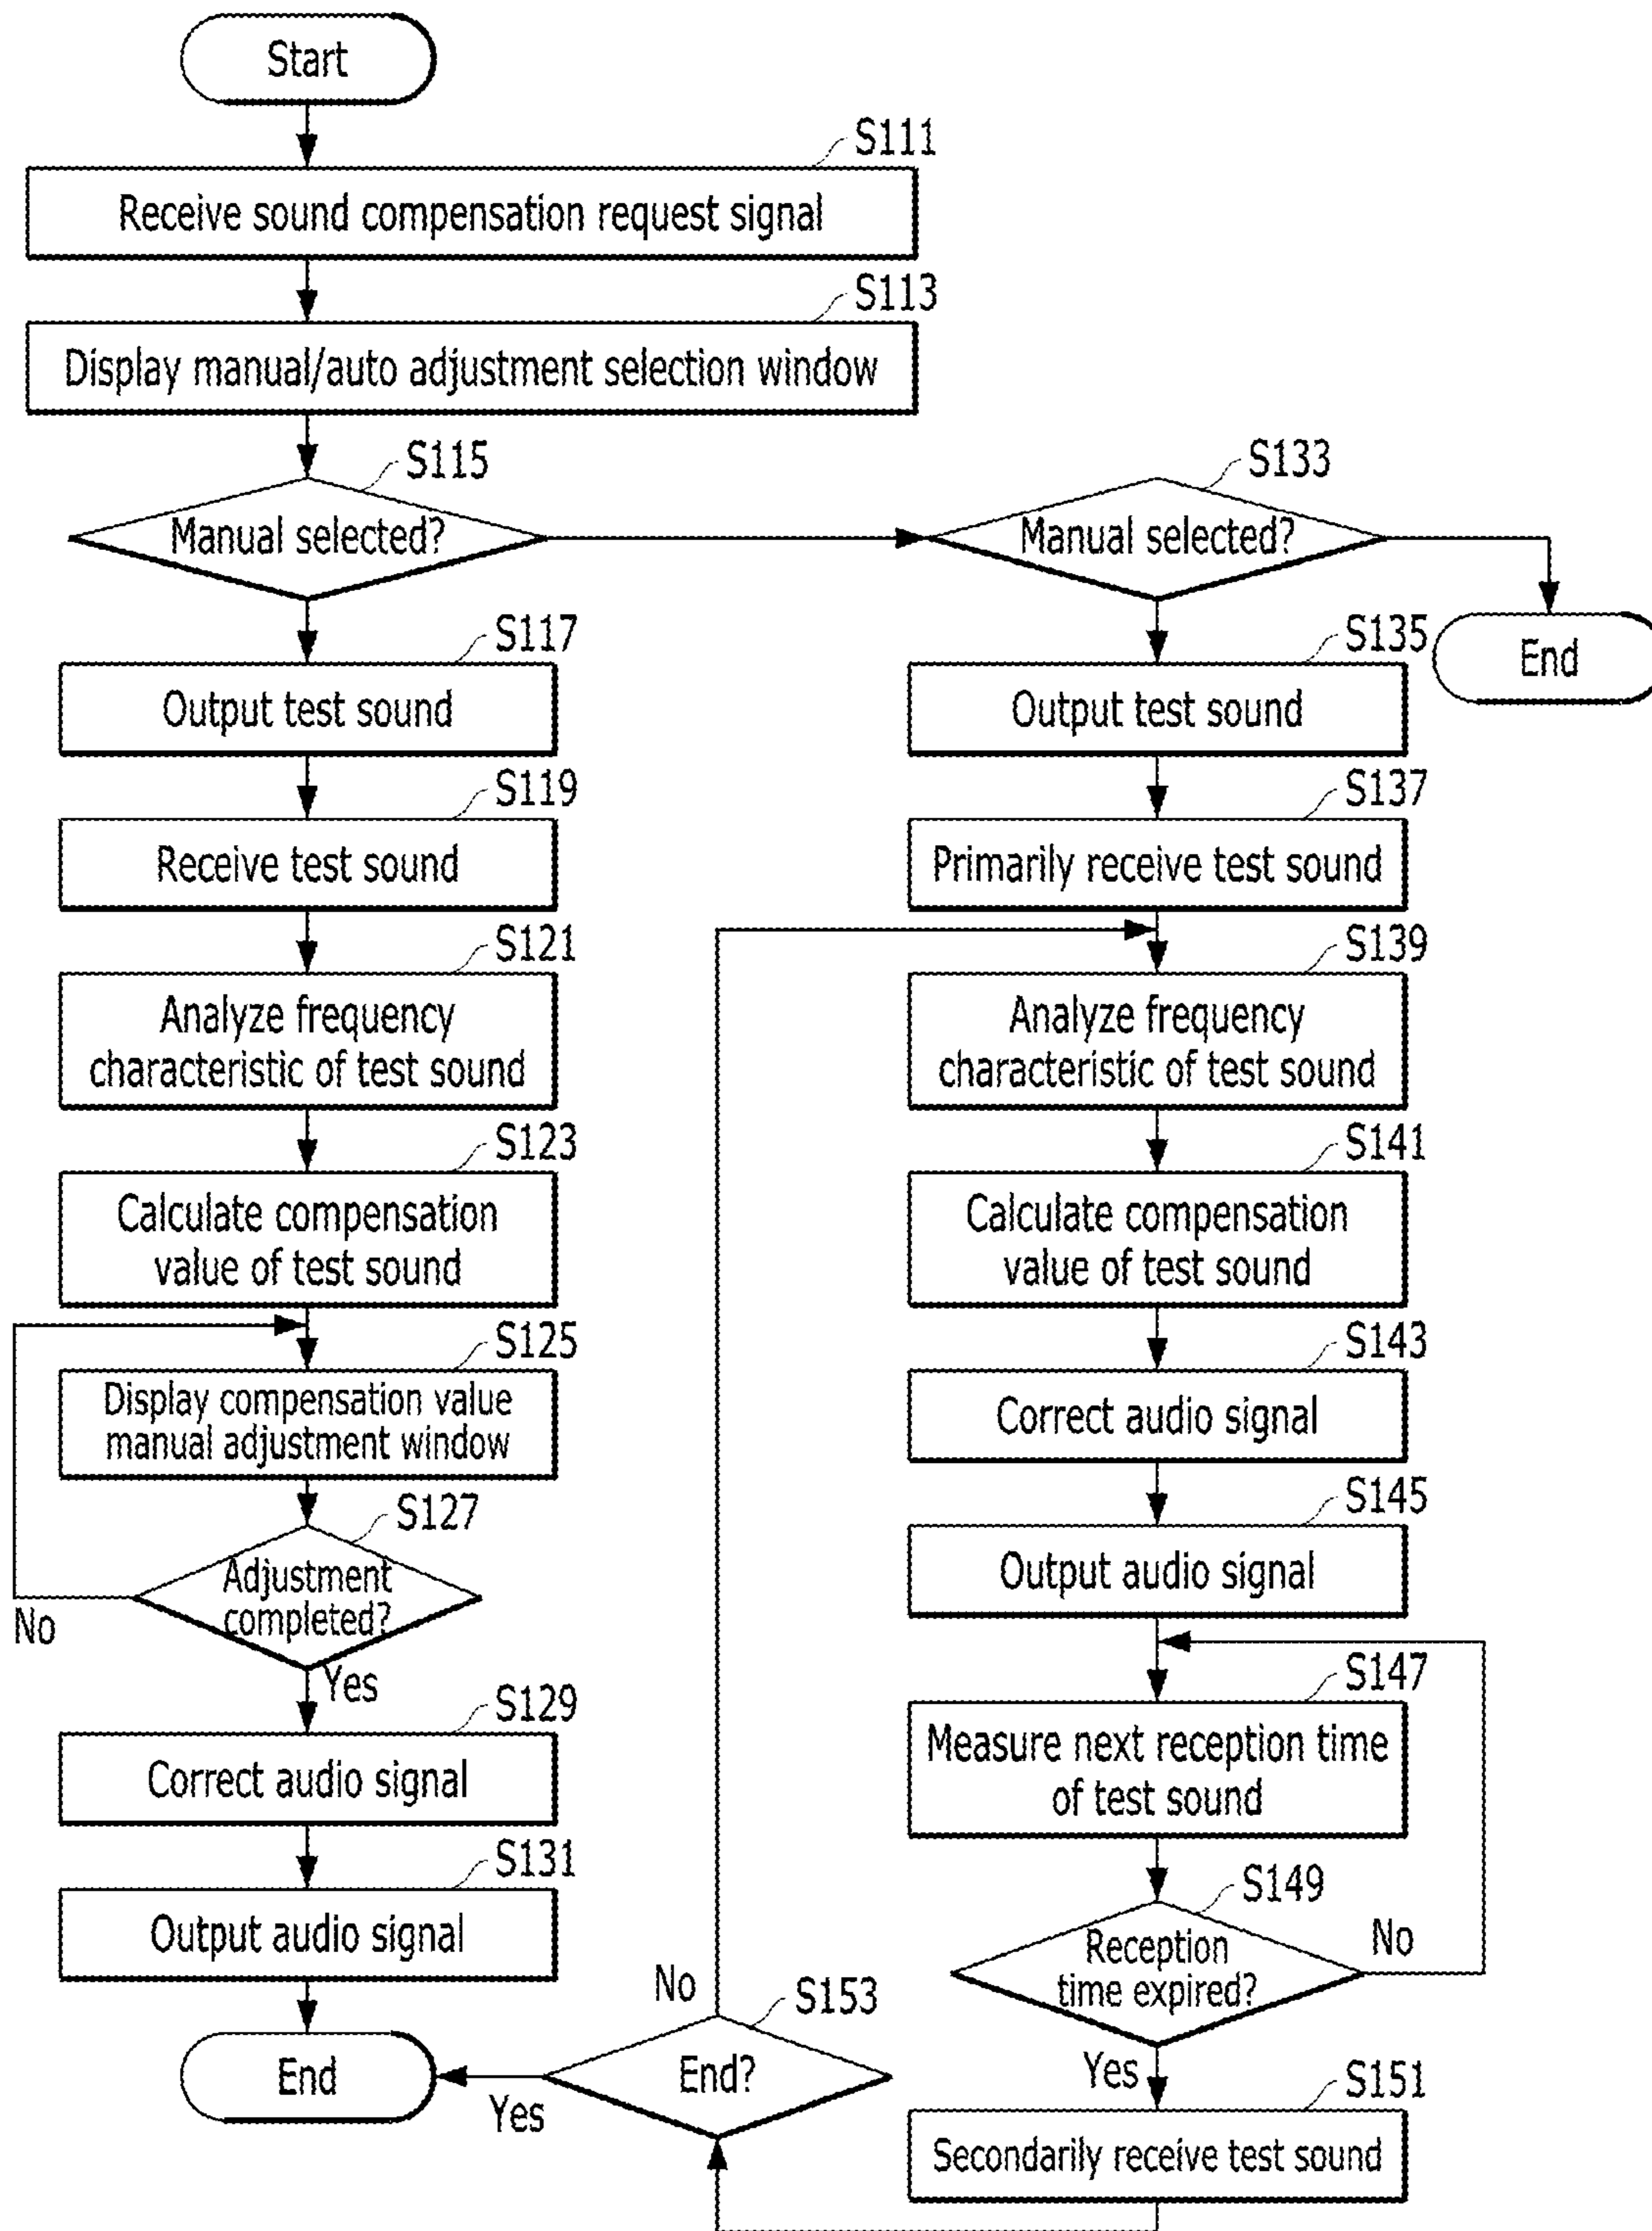 Start
S111
Receive sound compensation request signal
S113
Display manual/auto adjustment selection window
S115
Manual selected?
S117
Output test sound
S119
Receive test sound
S121
Analyze frequency
characteristic of test sound
S123
Calculate compensation
value of test sound
S125
Display compensation value
manual adjustment window
S127
Adjustment
completed?
No
Yes
S129
Correct audio signal
S131
Output audio signal
End
S133
Manual selected?
End
S135
Output test sound
S137
Primarily receive test sound
S139
Analyze frequency
characteristic of test sound
S141
Calculate compensation
value of test sound
S143
Correct audio signal
S145
Output audio signal
S147
Measure next reception time
of test sound
S149
Reception
time expired?
No
Yes
S151
Secondarily receive test sound
S153
End?
No
Yes